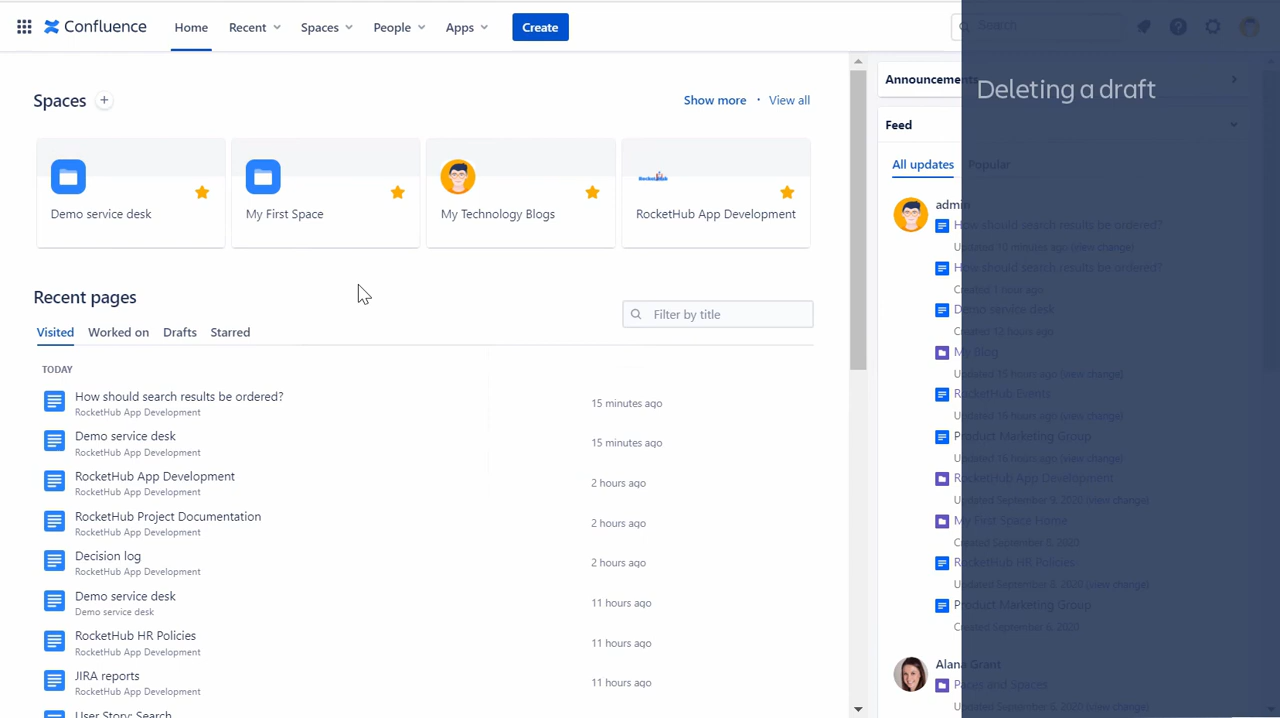 Confluence
Home
Recent
Spaces
People
Apps
Create
Search
Spaces
Show more • View all
Demo service desk
My First Space
My Technology Blogs
RocketHub
RocketHub App Development
Recent pages
Filter by title
Visited
Worked on
Drafts
Starred
TODAY
How should search results be ordered?
RocketHub App Development
15 minutes ago
Demo service desk
RocketHub App Development
15 minutes ago
RocketHub App Development
RocketHub App Development
2 hours ago
RocketHub Project Documentation
RocketHub App Development
2 hours ago
Decision log
RocketHub App Development
2 hours ago
Demo service desk
Demo service desk
11 hours ago
RocketHub HR Policies
RocketHub App Development
11 hours ago
JIRA reports
RocketHub App Development
11 hours ago
User Story: Search
Announcements
Deleting a draft
Feed
All updates
Popular
admin
How should search results be ordered?
Updated 10 minutes ago (view change)
How should search results be ordered?
Created 1 hour ago
Demo service desk
Created 12 hours ago
My Blog
Updated 15 hours ago (view change)
RocketHub Events
Updated 15 hours ago (view change)
Product Marketing Group
Updated 16 hours ago (view change)
RocketHub App Development
Updated September 9, 2020 (view change)
My First Space Home
Created September 8, 2020
RocketHub HR Policies
Updated September 8, 2020 (view change)
Product Marketing Group
Created September 6, 2020
Alana Grant
Paces and Spaces
Updated September 6, 2020 (view change)